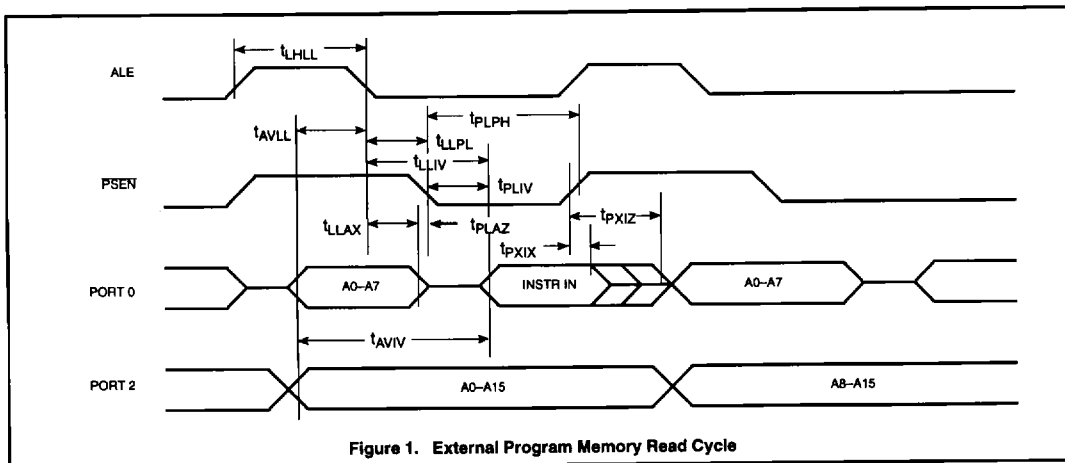 tLHLL
ALE
tPLPH
tAVLL
tLLPL
tLLIV
PSEN
tPLIV
tLLAX
tPLAZ
tPXIZ
tPXIX
PORT 0
A0–A7
INSTR IN
A0–A7
tAVIV
PORT 2
A0–A15
A8–A15
Figure 1. External Program Memory Read Cycle